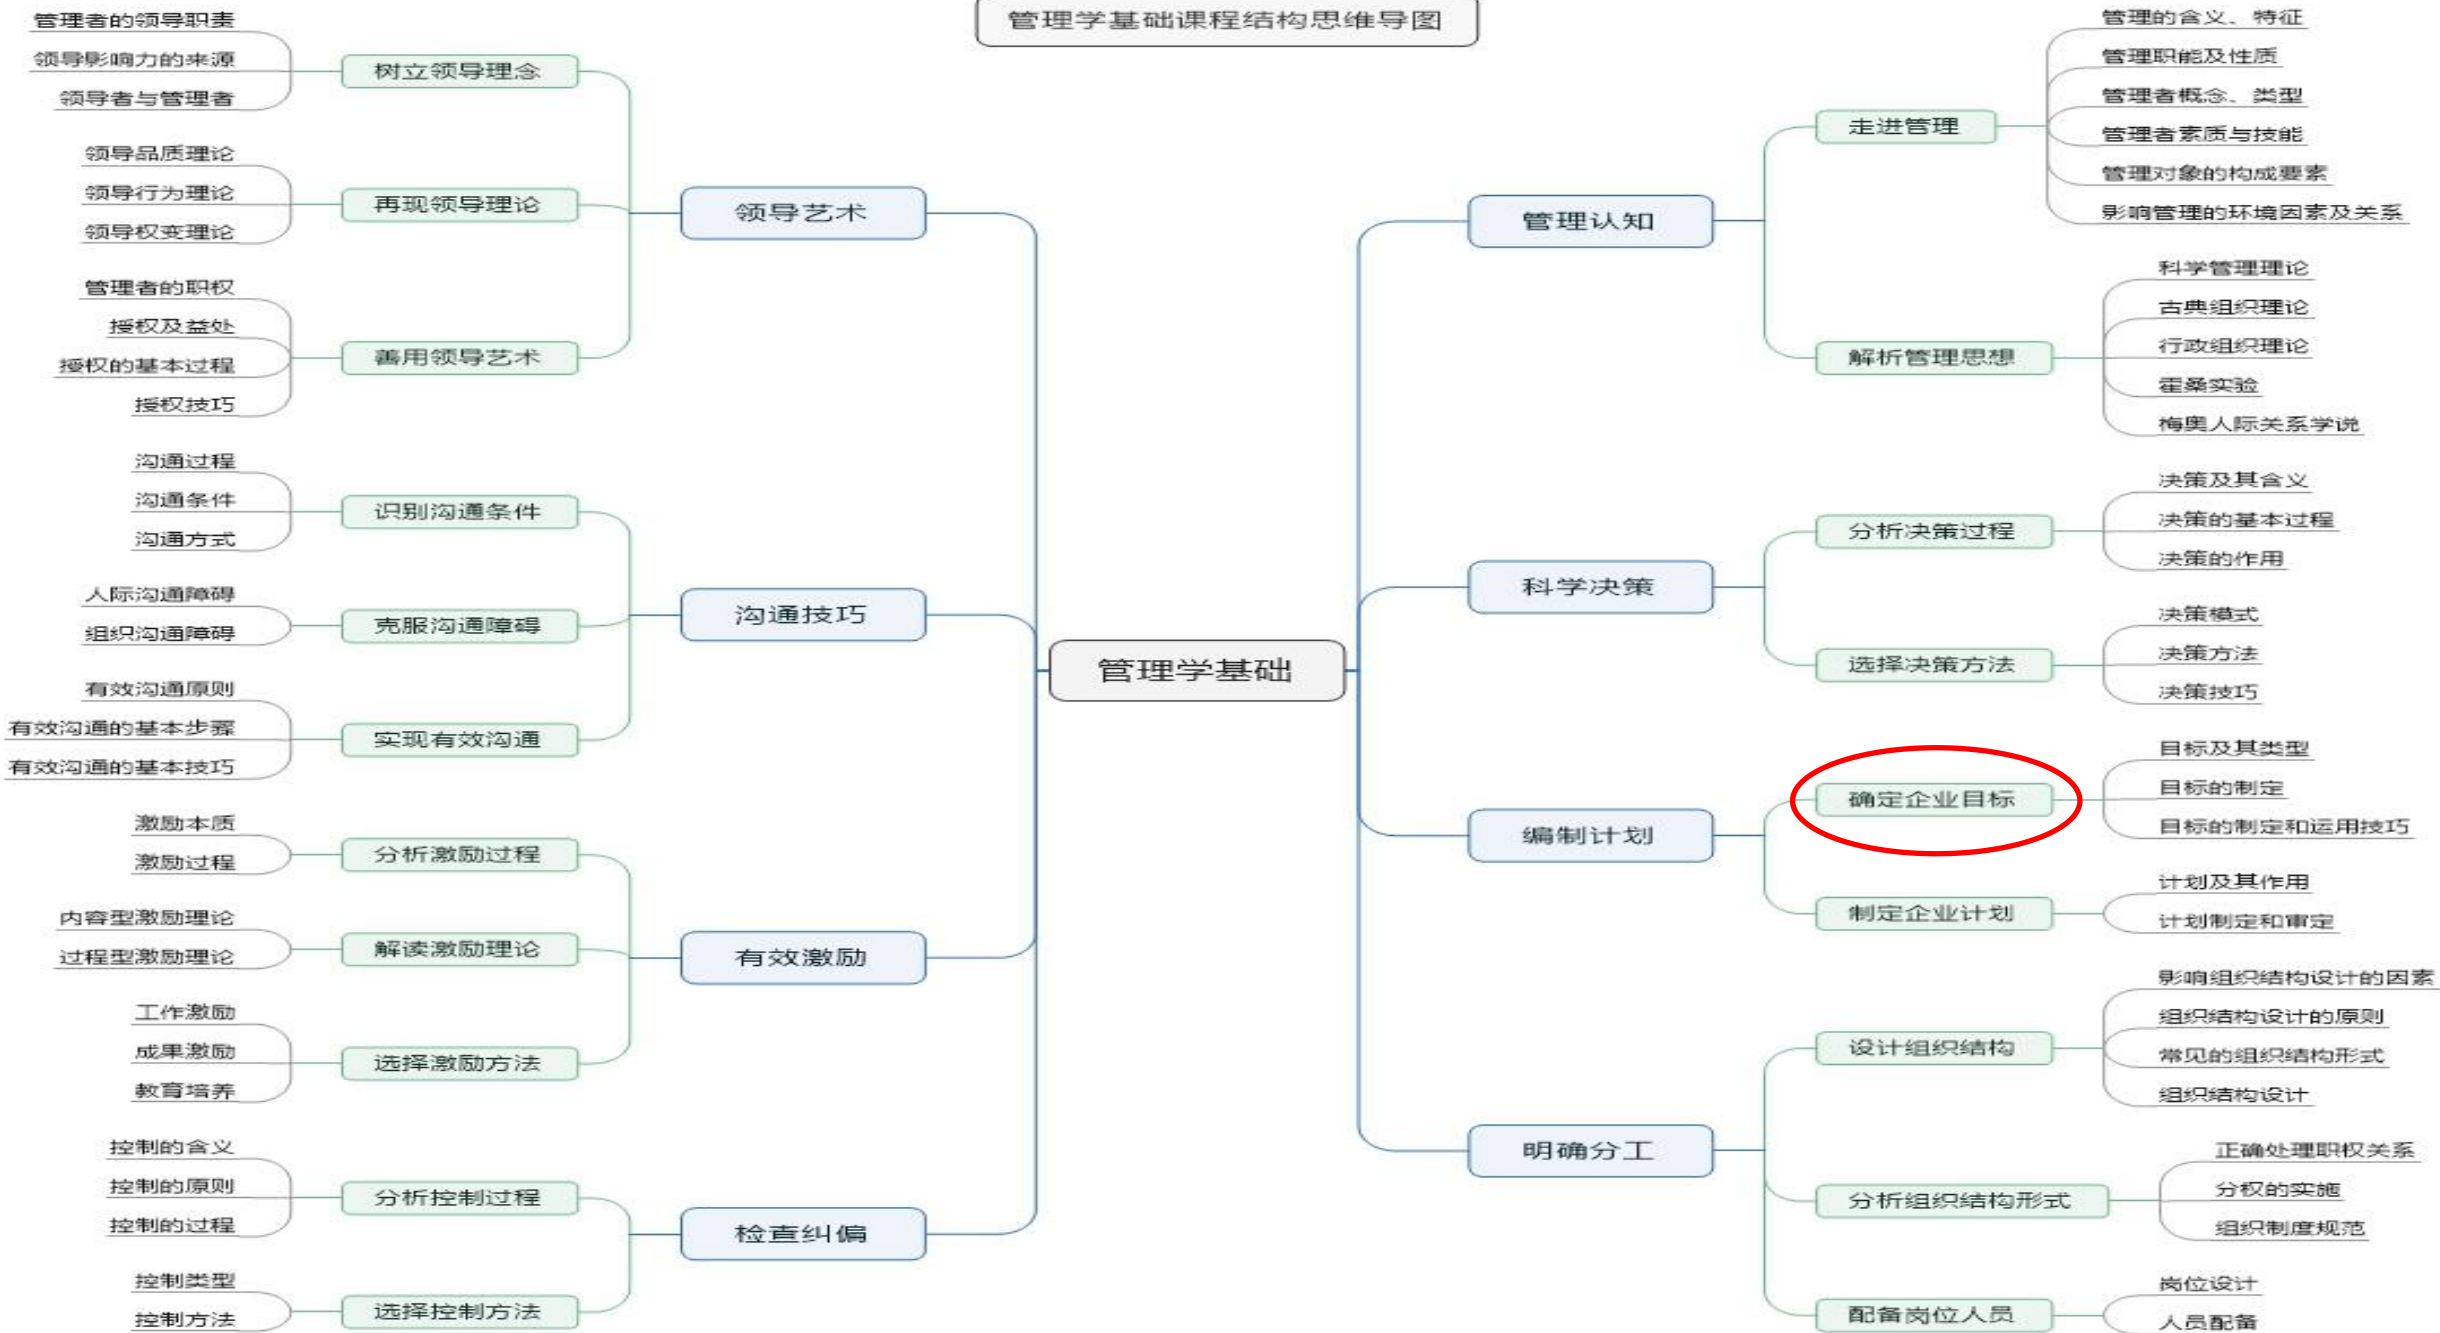 管理学基础课程结构思维导图
管理者的领导职责
领导影响力的来源
领导者与管理者
树立领导理念
领导品质理论
领导行为理论
领导权变理论
再现领导理论
管理者的职权
授权及益处
授权的基本过程
授权技巧
善用领导艺术
领导艺术
沟通过程
沟通条件
沟通方式
识别沟通条件
人际沟通障碍
组织沟通障碍
克服沟通障碍
有效沟通原则
有效沟通的基本步骤
有效沟通的基本技巧
实现有效沟通
沟通技巧
激励本质
激励过程
分析激励过程
内容型激励理论
过程型激励理论
解读激励理论
工作激励
成果激励
教育培养
选择激励方法
有效激励
控制的含义
控制的原则
控制的过程
分析控制过程
控制类型
控制方法
选择控制方法
检查纠偏
管理学基础
管理认知
走进管理
管理的含义、特征
管理职能及性质
管理者概念、类型
管理者素质与技能
管理对象的构成要素
影响管理的环境因素及关系
解析管理思想
科学管理理论
古典组织理论
行政组织理论
霍桑实验
梅奥人际关系学说
科学决策
分析决策过程
决策及其含义
决策的基本过程
决策的作用
选择决策方法
决策模式
决策方法
决策技巧
编制计划
确定企业目标
目标及其类型
目标的制定
目标的制定和运用技巧
制定企业计划
计划及其作用
计划制定和审定
明确分工
设计组织结构
影响组织结构设计的因素
组织结构设计的原则
常见的组织结构形式
组织结构设计
分析组织结构形式
正确处理职权关系
分权的实施
组织制度规范
配备岗位人员
岗位设计
人员配备